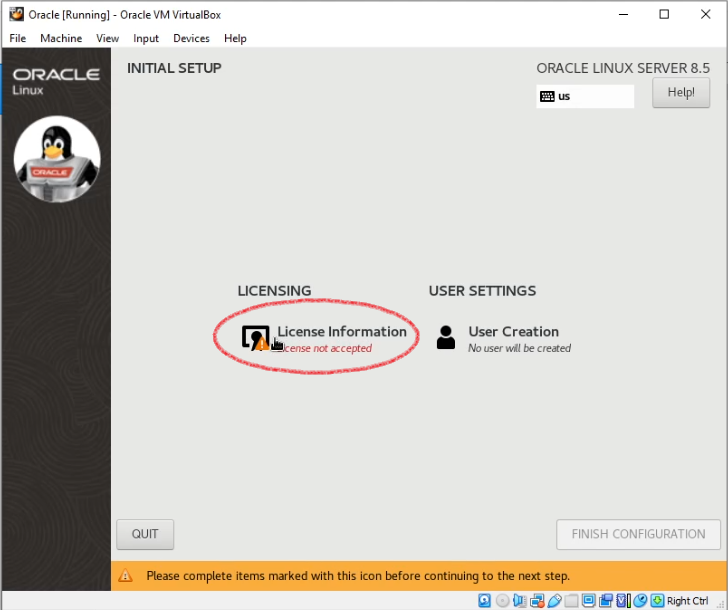 Oracle [Running] - Oracle VM VirtualBox
File Machine View Input Devices Help
ORACLE
Linux
ORACLE
INITIAL SETUP
ORACLE LINUX SERVER 8.5
us
Help!
LICENSING
License Information
License not accepted
USER SETTINGS
User Creation
No user will be created
QUIT
FINISH CONFIGURATION
Please complete items marked with this icon before continuing to the next step.
Right Ctrl